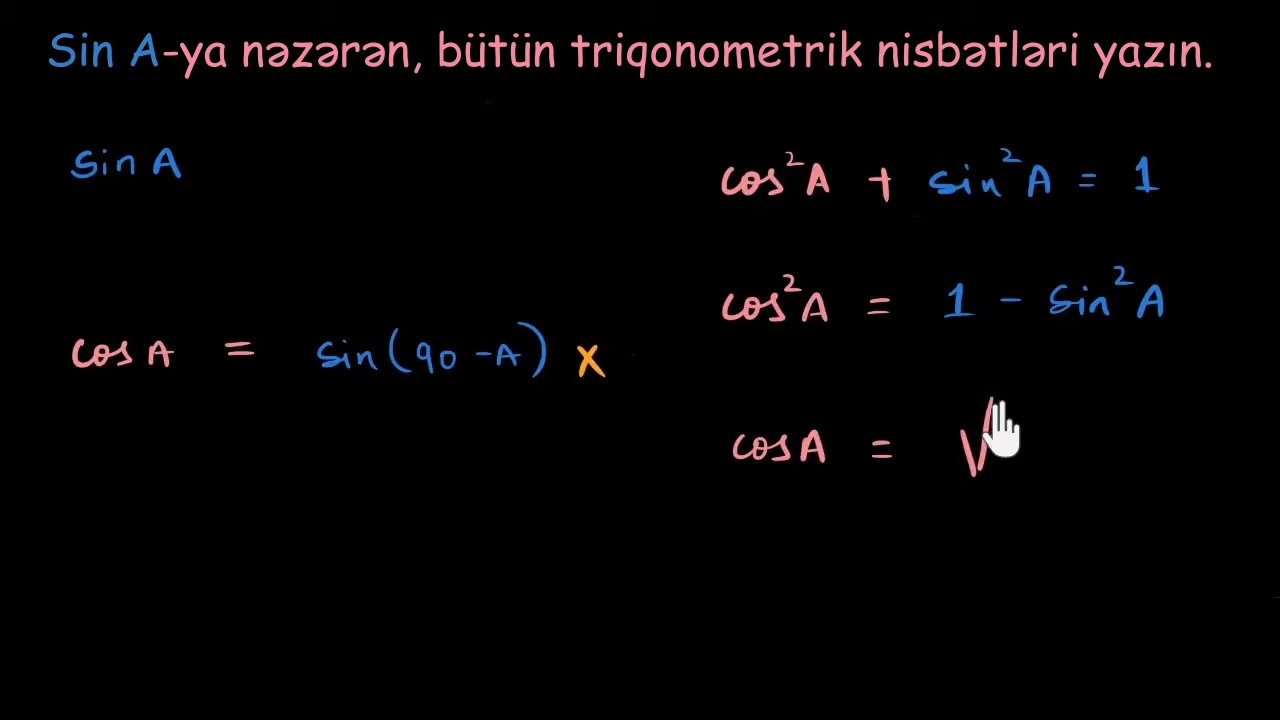 Sin A-ya nəzərən, bütün triqonometrik nisbətləri yazın.
sin A
cos A = sin(90 - A) x
cos²A + sin²A = 1
cos²A = 1 - sin²A
cos A = √